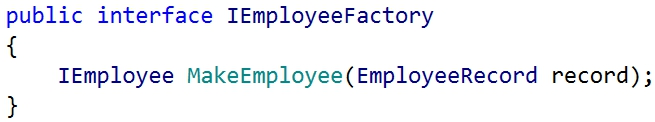 public interface IEmployeeFactory
{
    IEmployee MakeEmployee(EmployeeRecord record);
}